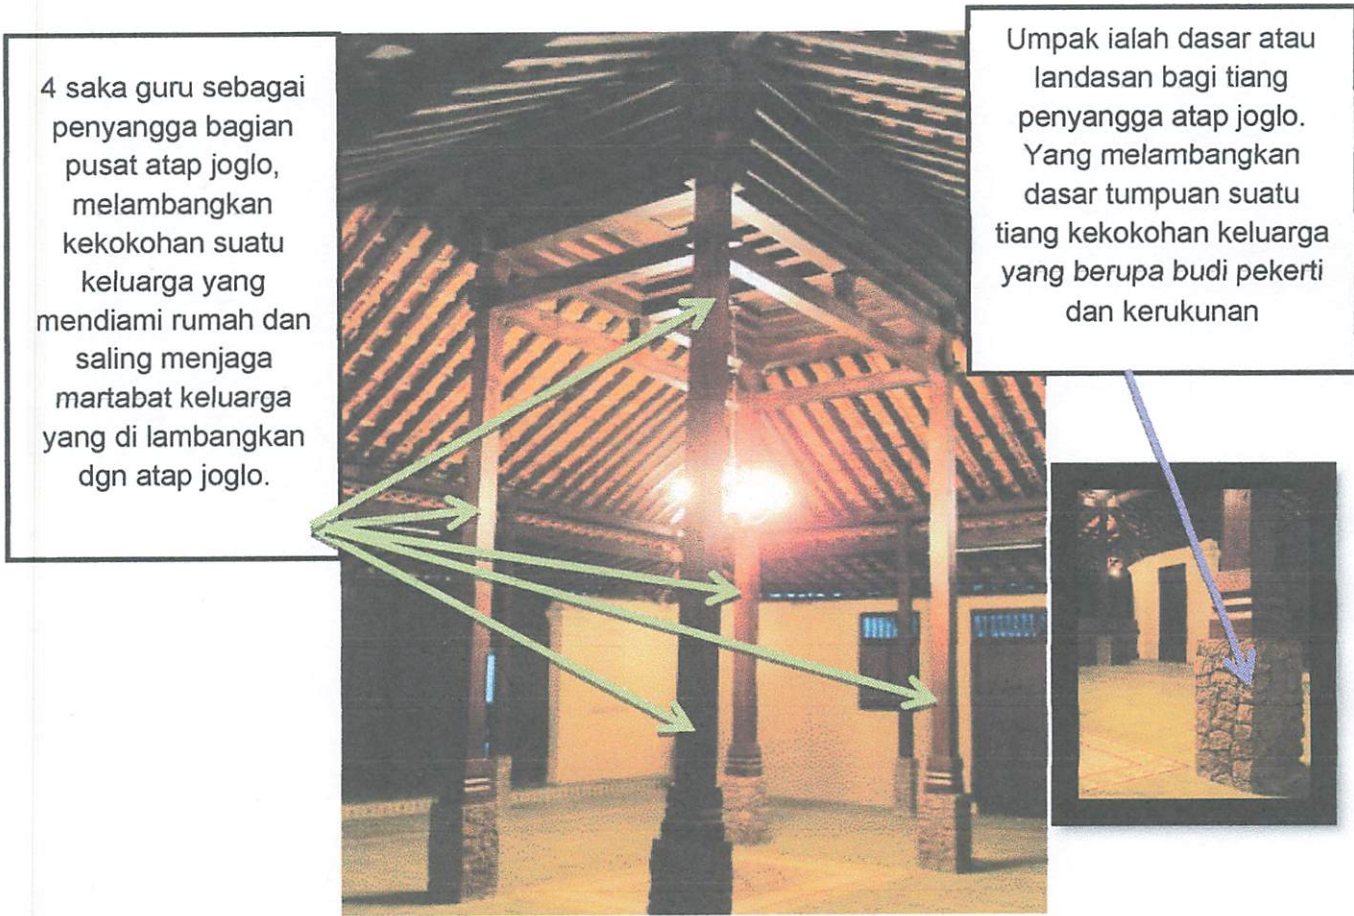 4 saka guru sebagai
penyangga bagian
pusat atap joglo,
melambangkan
kekokohan suatu
keluarga yang
mendiami rumah dan
saling menjaga
martabat keluarga
yang di lambangkan
dgn atap joglo.
Umpak ialah dasar atau
landasan bagi tiang
penyangga atap joglo.
Yang melambangkan
dasar tumpuan suatu
tiang kekokohan keluarga
yang berupa budi pekerti
dan kerukunan